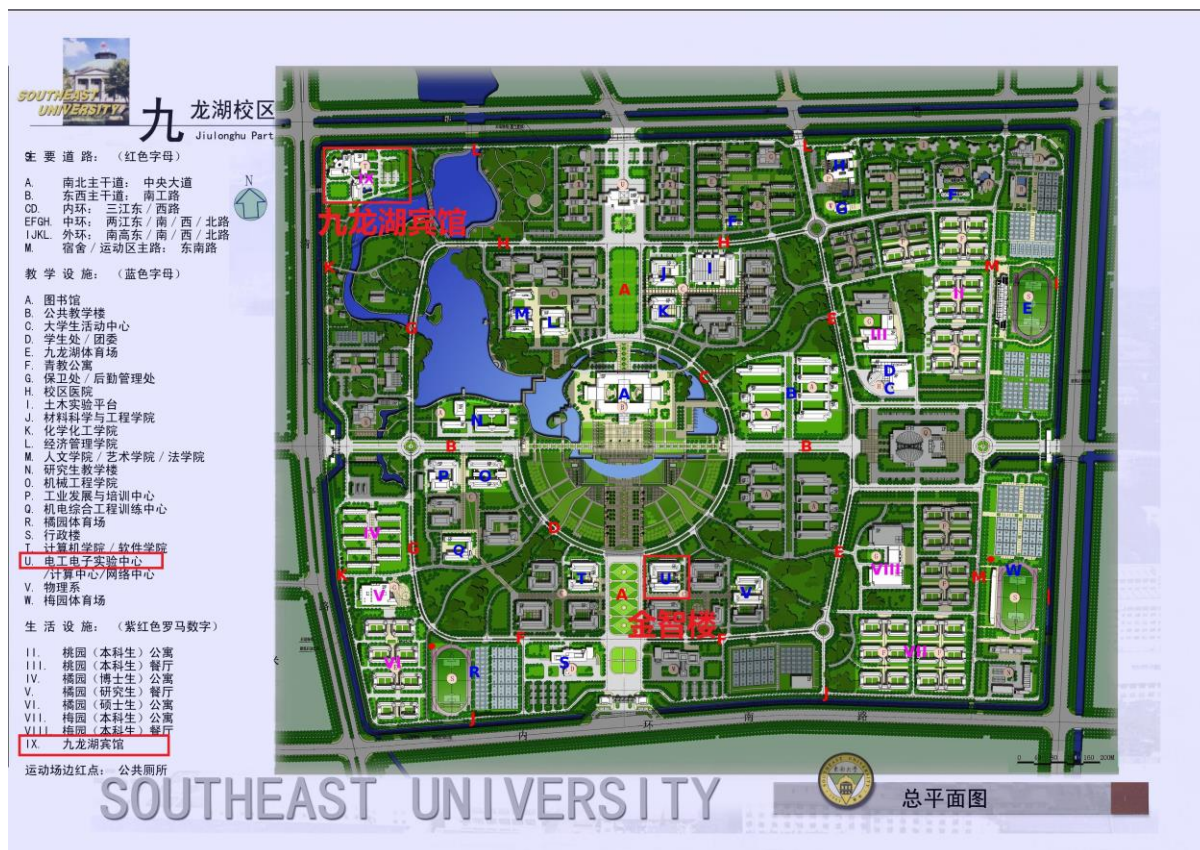 SOUTHEAST
UNIVERSITY
九龙湖校区
Jiulonghu Part
主要道路：（红色字母）
A. 南北主干道：中央大道
B. 东西主干道：南工路
CD. 内环：三江东/西路
EFGH. 中环：两江东/南/西/北路
IJKL. 外环：南高东/南/西/北路
M. 宿舍/运动区主路：东南路
教学设施：（蓝色字母）
A. 图书馆
B. 公共教学楼
C. 大学生活动中心
D. 学生处/团委
E. 九龙湖体育场
F. 青教公寓
G. 保卫处/后勤管理处
H. 校区医院
I. 土木实验平台
J. 材料科学与工程学院
K. 化学化工学院
L. 经济管理学院
M. 人文学院/艺术学院/法学院
N. 研究生教学楼
O. 机械工程学院
P. 工业发展与培训中心
Q. 机电综合工程训练中心
R. 橘园体育场
S. 行政楼
T. 计算机学院/软件学院
U. 电工电子实验中心
/计算中心/网络中心
V. 物理系
W. 梅园体育场
生活设施：（紫红色罗马数字）
II. 桃园（本科生）公寓
III. 桃园（本科生）餐厅
IV. 橘园（博士生）公寓
V. 橘园（研究生）餐厅
VI. 橘园（硕士生）公寓
VII. 梅园（本科生）公寓
VIII. 梅园（本科生）餐厅
IX. 九龙湖宾馆
运动场边红点：公共厕所
N
IX
九龙湖宾馆
L
L
H
G
F
F
K
H
H
M
J
I
A
K
M
L
G
E
II
M
E
I
III
D
C
C
A
B
N
B
B
P
O
D
IV
G
Q
E
K
V
T
A
U
V
VIII
M
W
I
金智楼
F
F
VI
R
S
VII
J
J
内 环 南 路
0 40 80 160 200M
SOUTHEAST UNIVERSITY
总平面图